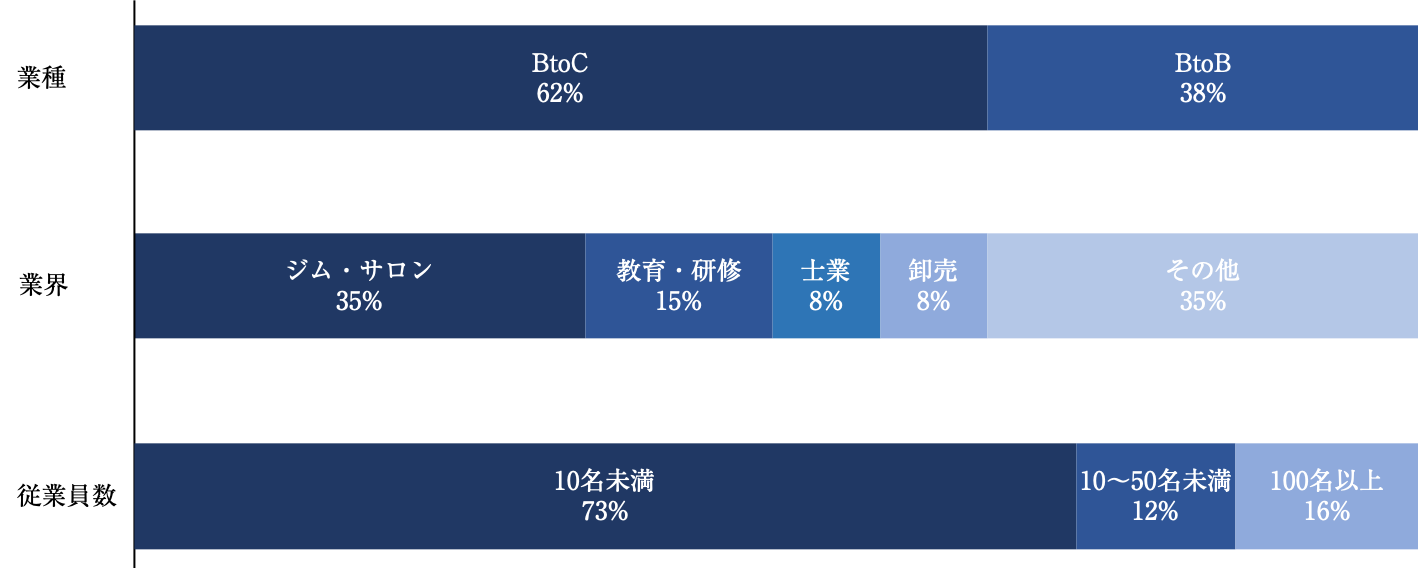 業種
BtoC
62%
BtoB
38%
業界
ジム・サロン
35%
教育・研修
15%
士業
8%
卸売
8%
その他
35%
従業員数
10名未満
73%
10〜50名未満
12%
100名以上
16%